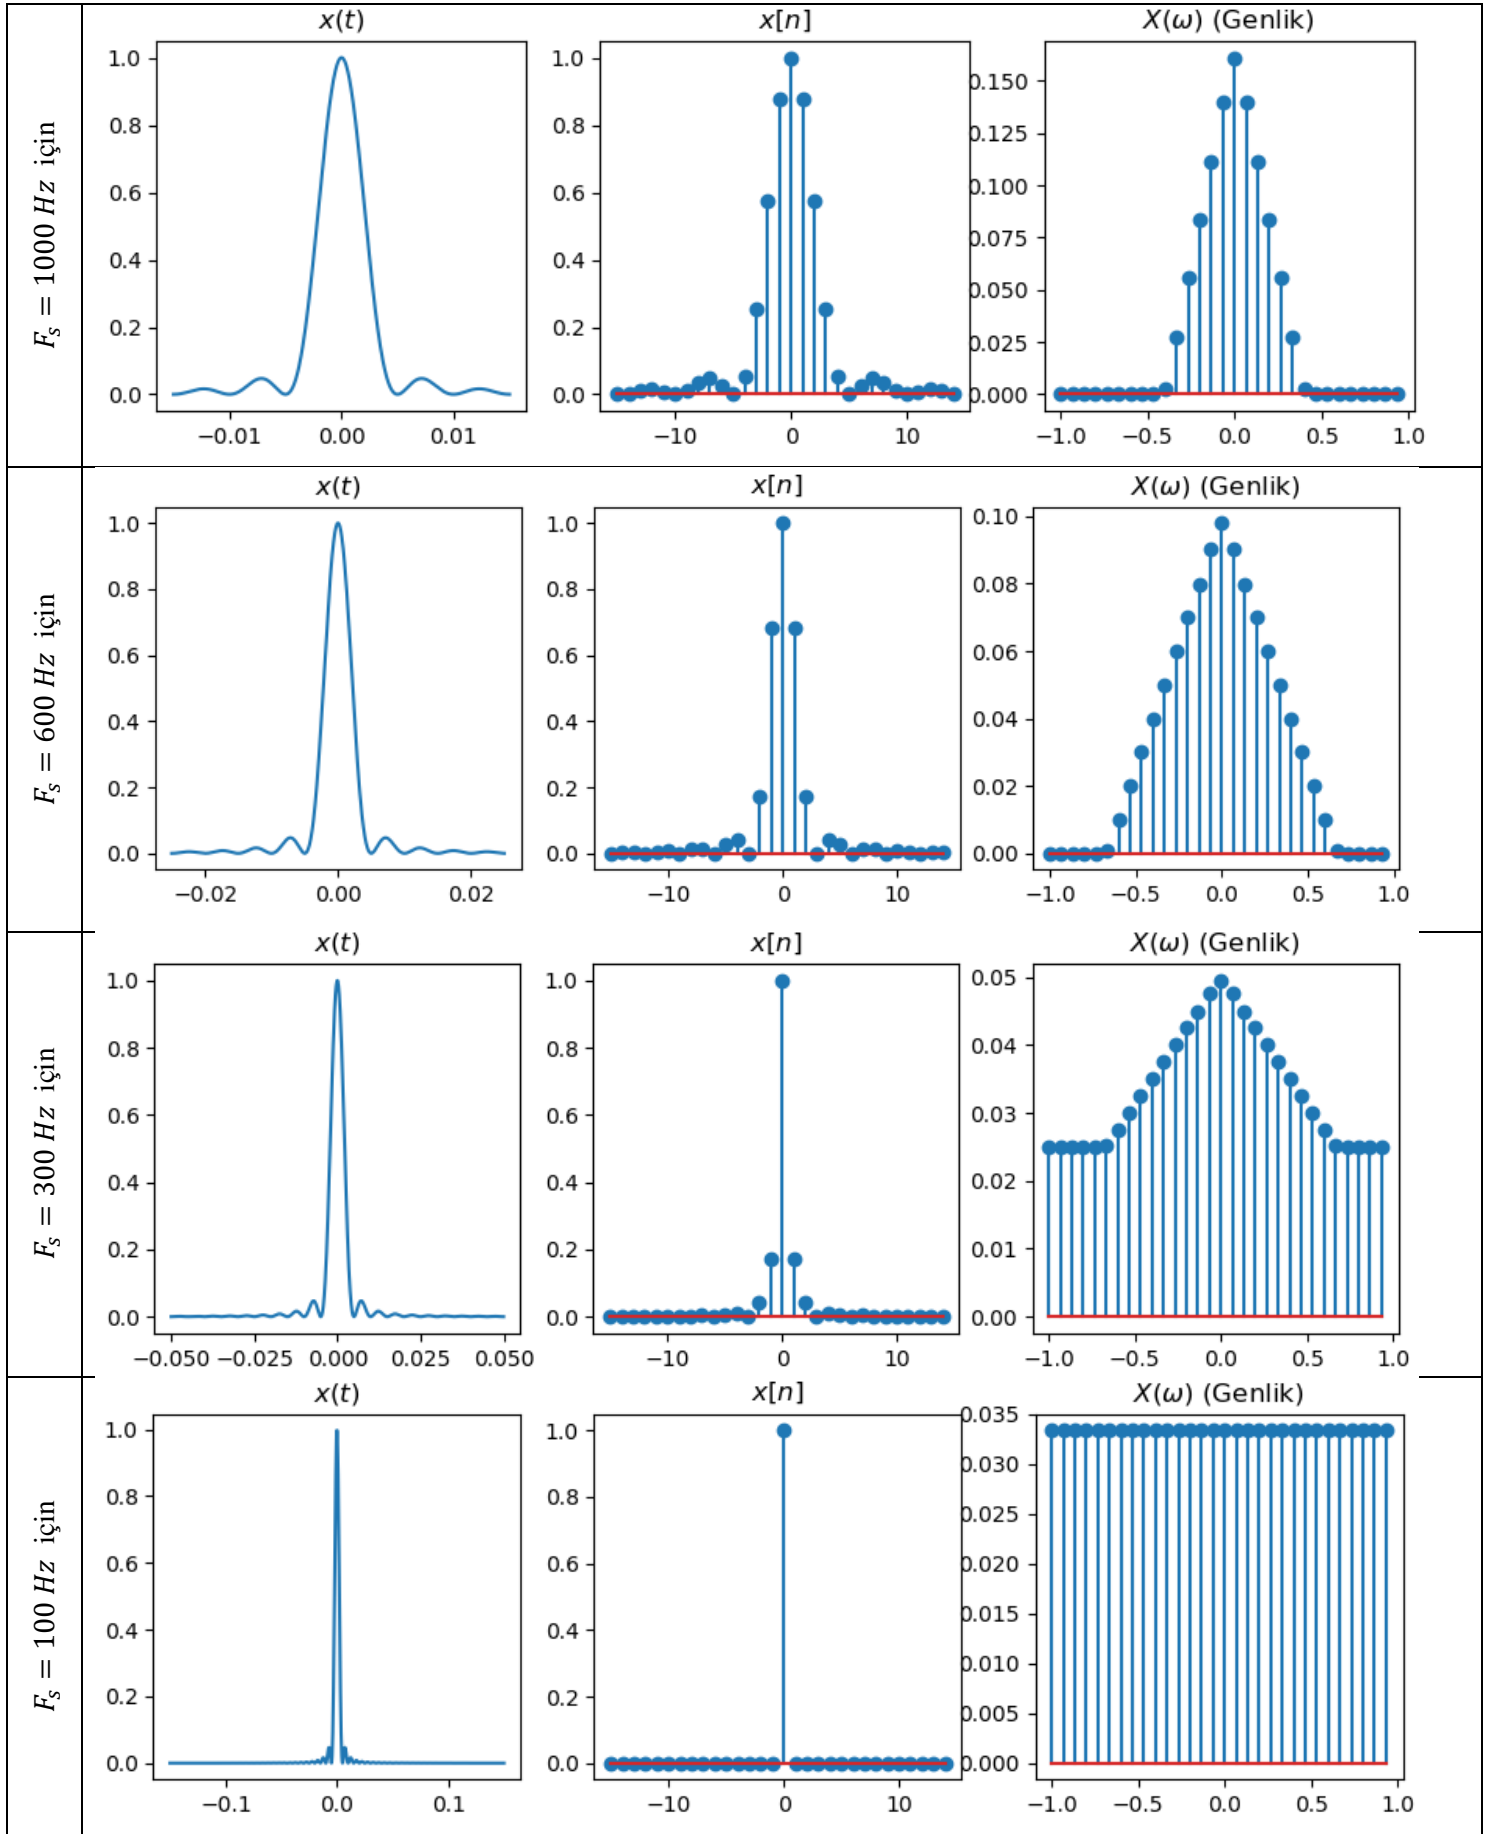 F_s = 1000 Hz için
x(t)
1.0
0.8
0.6
0.4
0.2
0.0
−0.01 0.00 0.01
x[n]
1.0
0.8
0.6
0.4
0.2
0.0
−10 0 10
X(ω) (Genlik)
0.150
0.125
0.100
0.075
0.050
0.025
0.000
−1.0 −0.5 0.0 0.5 1.0
F_s = 600 Hz için
x(t)
1.0
0.8
0.6
0.4
0.2
0.0
−0.02 0.00 0.02
x[n]
1.0
0.8
0.6
0.4
0.2
0.0
−10 0 10
X(ω) (Genlik)
0.10
0.08
0.06
0.04
0.02
0.00
−1.0 −0.5 0.0 0.5 1.0
F_s = 300 Hz için
x(t)
1.0
0.8
0.6
0.4
0.2
0.0
−0.050 −0.025 0.000 0.025 0.050
x[n]
1.0
0.8
0.6
0.4
0.2
0.0
−10 0 10
X(ω) (Genlik)
0.05
0.04
0.03
0.02
0.01
0.00
−1.0 −0.5 0.0 0.5 1.0
F_s = 100 Hz için
x(t)
1.0
0.8
0.6
0.4
0.2
0.0
−0.1 0.0 0.1
x[n]
1.0
0.8
0.6
0.4
0.2
0.0
−10 0 10
X(ω) (Genlik)
0.035
0.030
0.025
0.020
0.015
0.010
0.005
0.000
−1.0 −0.5 0.0 0.5 1.0